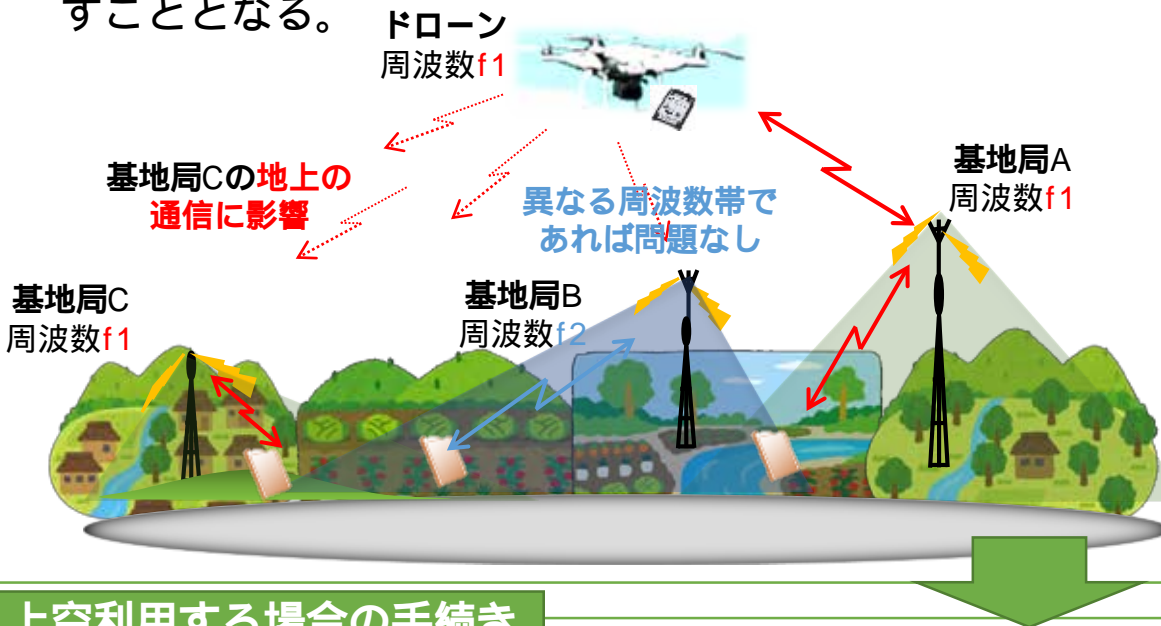 すこととなる。
ドローン
周波数f1
基地局Cの地上の
通信に影響
異なる周波数帯で
あれば問題なし
基地局A
周波数f1
基地局C
周波数f1
基地局B
周波数f2
上空利用する場合の手続き